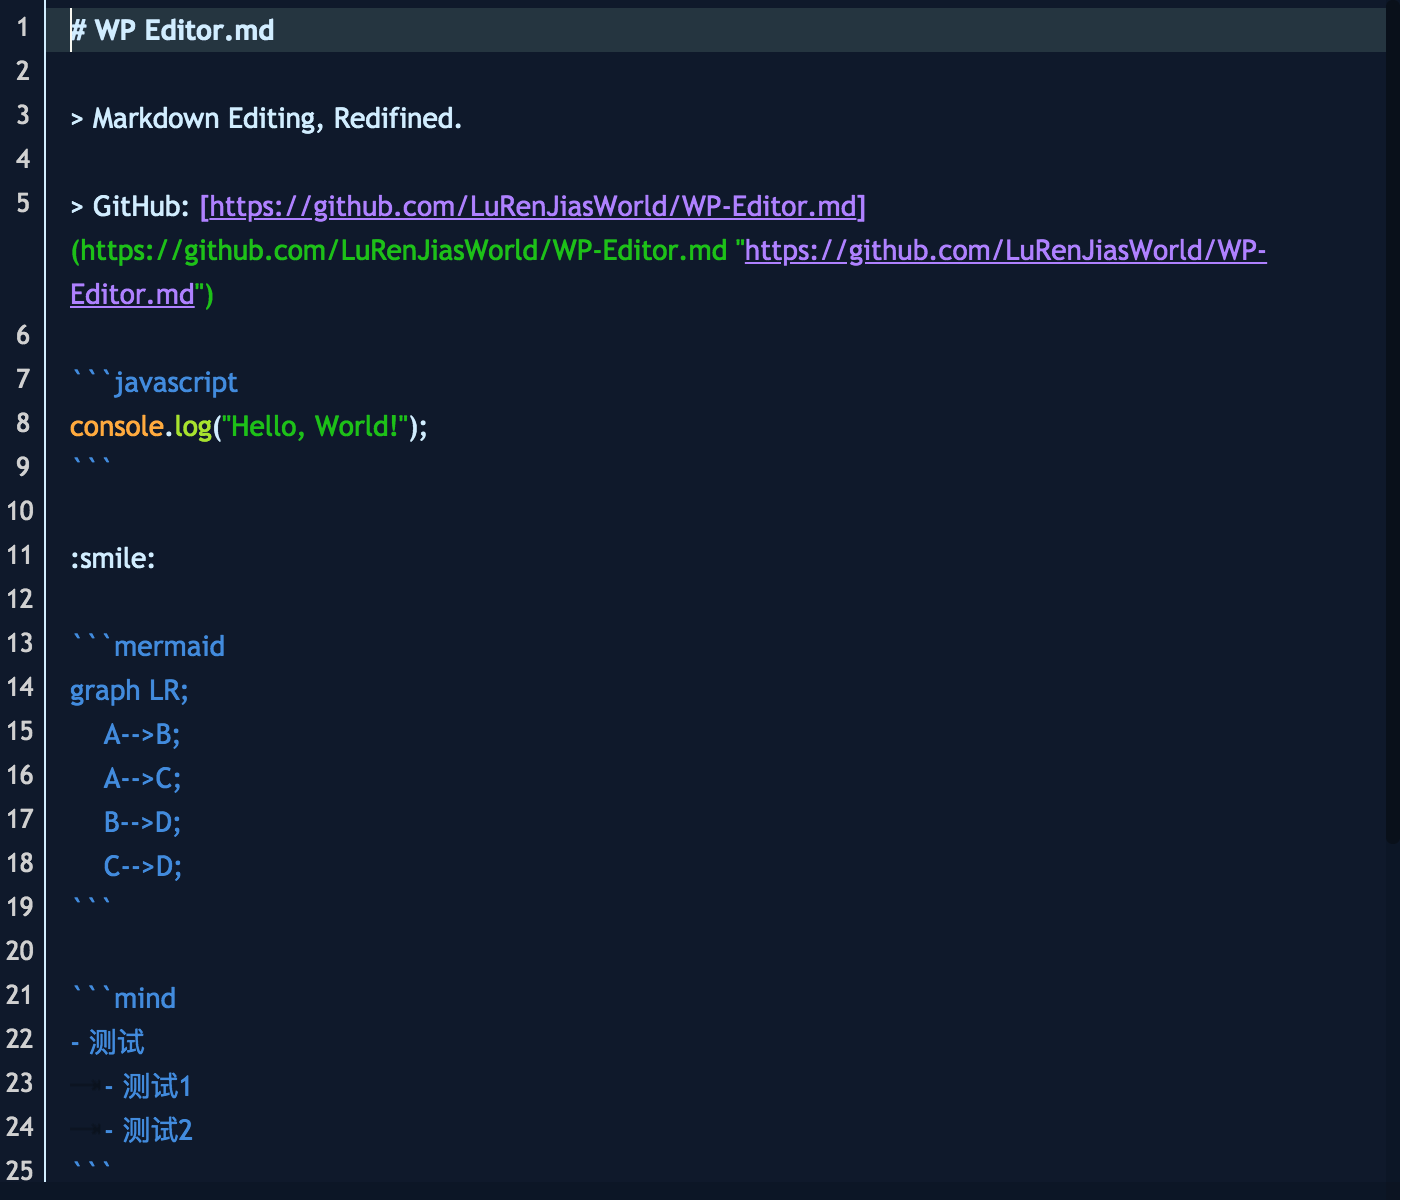 1 # WP Editor.md
2
3 > Markdown Editing, Redifined.
4
5 > GitHub: [https://github.com/LuRenJiasWorld/WP-Editor.md]
(https://github.com/LuRenJiasWorld/WP-Editor.md "https://github.com/LuRenJiasWorld/WP-
Editor.md")
6
7 ```javascript
8 console.log("Hello, World!");
9 ```
10
11 :smile:
12
13 ```mermaid
14 graph LR;
15     A-->B;
16     A-->C;
17     B-->D;
18     C-->D;
19 ```
20
21 ```mind
22 - 测试
23     - 测试1
24     - 测试2
25 ```